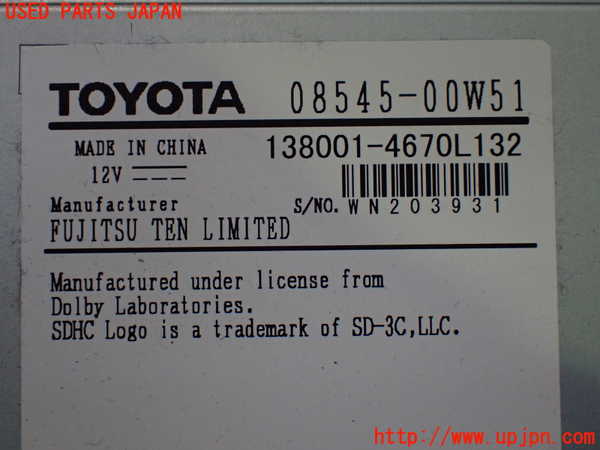 USED PARTS JAPAN
TOYOTA 08545-00W51
MADE IN CHINA 138001-4670L132
12V
Manufacturer S/NO. WN203931
FUJITSU TEN LIMITED
Manufactured under license from
Dolby Laboratories.
SDHC Logo is a trademark of SD-3C,LLC.
http://www.upjpn.com/